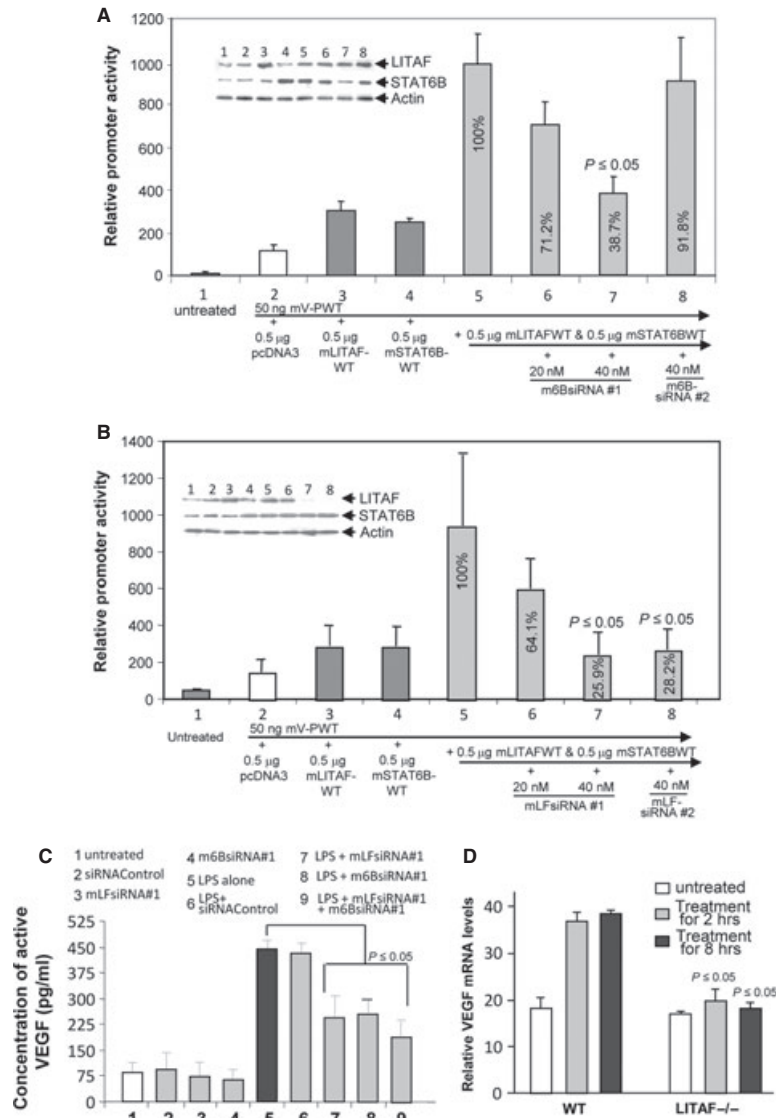 A
Relative promoter activity
1200
1000
800
600
400
200
0
1 2 3 4 5 6 7 8
LITAF
STAT6B
Actin
100%
71.2%
P ≤ 0.05
38.7%
91.8%
1 2 3 4 5 6 7 8
untreated
50 ng mV-PWT
+ + +
0.5 µg 0.5 µg 0.5 µg
pcDNA3 mLITAF- mSTAT6B-
WT WT
+ 0.5 µg mLITAFWT & 0.5 µg mSTAT6BWT
+ + +
20 nM 40 nM 40 nM
m6BsiRNA #1 m6B-
siRNA #2
B
Relative promoter activity
1400
1200
1000
800
600
400
200
0
1 2 3 4 5 6 7 8
LITAF
STAT6B
Actin
100%
64.1%
P ≤ 0.05
25.9%
P ≤ 0.05
28.2%
1 2 3 4 5 6 7 8
Untreated
50 ng mV-PWT
+ + +
0.5 µg 0.5 µg 0.5 µg
pcDNA3 mLITAF- mSTAT6B-
WT WT
+ 0.5 µg mLITAFWT & 0.5 µg mSTAT6BWT
+ + +
20 nM 40 nM 40 nM
mLFsiRNA #1 mLF-
siRNA #2
C
1 untreated
2 siRNAControl
3 mLFsiRNA#1
4 m6BsiRNA#1
5 LPS alone
6 LPS+
siRNAControl
7 LPS + mLFsiRNA#1
8 LPS + m6BsiRNA#1
9 LPS + mLFsiRNA#1
+ m6BsiRNA#1
Concentration of active
VEGF (pg/ml)
525
450
375
300
225
150
75
0
P ≤ 0.05
1 2 3 4 5 6 7 8 9
D
Relative VEGF mRNA levels
40
30
20
10
0
untreated
Treatment
for 2 hrs
Treatment
for 8 hrs
P ≤ 0.05
P ≤ 0.05
WT LITAF–/–